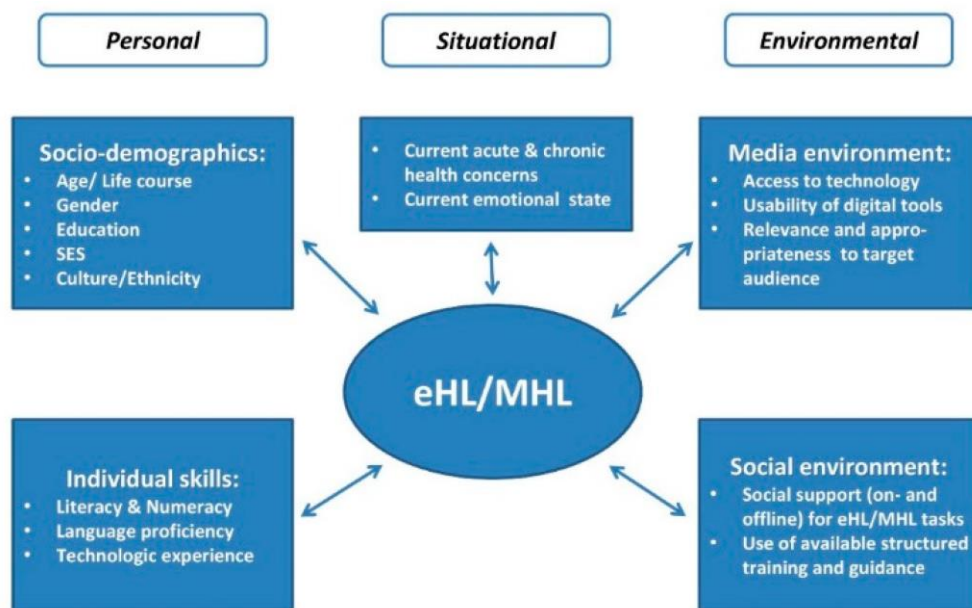 Personal
Situational
Environmental
Socio-demographics:
• Age/ Life course
• Gender
• Education
• SES
• Culture/Ethnicity
• Current acute & chronic
health concerns
• Current emotional state
Media environment:
• Access to technology
• Usability of digital tools
• Relevance and appro-
priateness to target
audience
eHL/MHL
Individual skills:
• Literacy & Numeracy
• Language proficiency
• Technologic experience
Social environment:
• Social support (on- and
offline) for eHL/MHL tasks
• Use of available structured
training and guidance